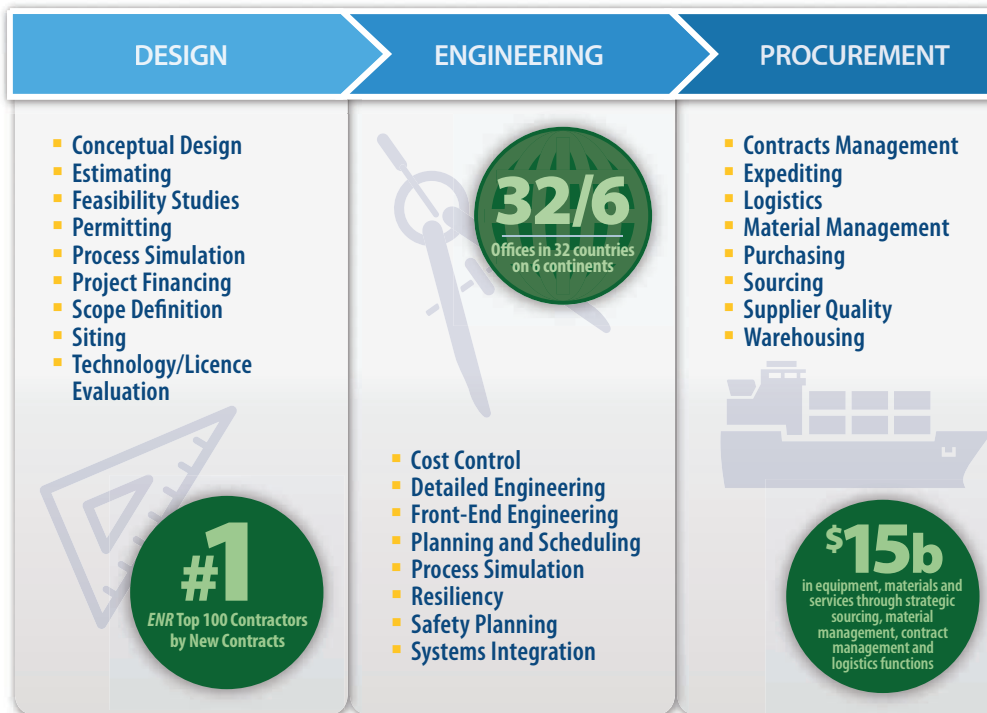 DESIGN
ENGINEERING
PROCUREMENT
Conceptual Design
Estimating
Feasibility Studies
Permitting
Process Simulation
Project Financing
Scope Definition
Siting
Technology/Licence
Evaluation
#1
ENR Top 100 Contractors
by New Contracts
32/6
Offices in 32 countries
on 6 continents
Cost Control
Detailed Engineering
Front-End Engineering
Planning and Scheduling
Process Simulation
Resiliency
Safety Planning
Systems Integration
Contracts Management
Expediting
Logistics
Material Management
Purchasing
Sourcing
Supplier Quality
Warehousing
$15b
in equipment, materials and
services through strategic
sourcing, material
management, contract
management and
logistics functions